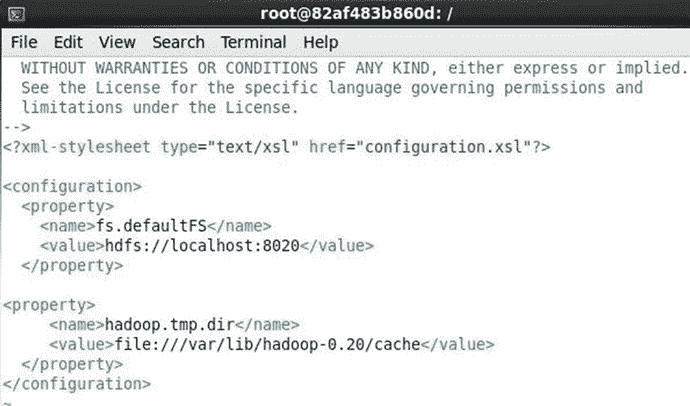 root@82af483b860d: /
File Edit View Search Terminal Help
  WITHOUT WARRANTIES OR CONDITIONS OF ANY KIND, either express or implied.
  See the License for the specific language governing permissions and
  limitations under the License.
-->
<?xml-stylesheet type="text/xsl" href="configuration.xsl"?>

<configuration>
  <property>
    <name>fs.defaultFS</name>
    <value>hdfs://localhost:8020</value>
  </property>

<property>
     <name>hadoop.tmp.dir</name>
     <value>file:///var/lib/hadoop-0.20/cache</value>
  </property>
</configuration>
~